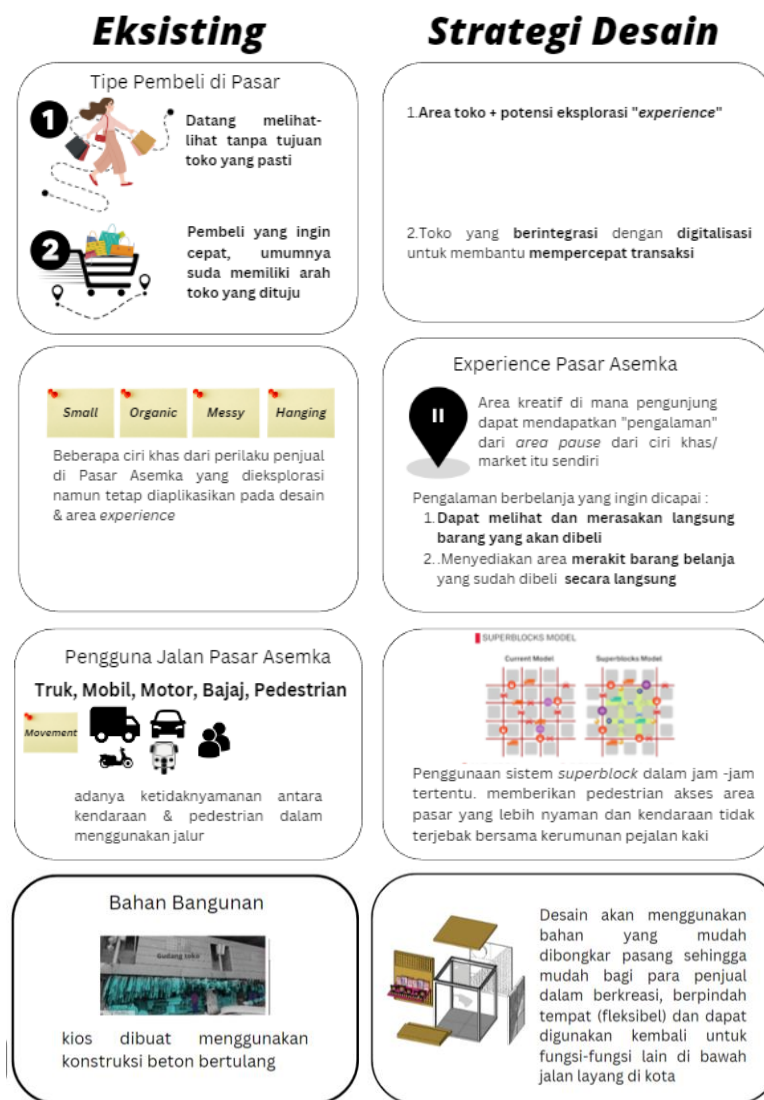 Eksisting
Strategi Desain
Tipe Pembeli di Pasar
1
Datang melihat-
lihat tanpa tujuan
toko yang pasti
2
Pembeli yang ingin
cepat, umumnya
suda memiliki arah
toko yang dituju
1.Area toko + potensi eksplorasi "experience"
2.Toko yang berintegrasi dengan digitalisasi
untuk membantu mempercepat transaksi
Small
Organic
Messy
Hanging
Beberapa ciri khas dari perilaku penjual
di Pasar Asemka yang dieksplorasi
namun tetap diaplikasikan pada desain
& area experience
Experience Pasar Asemka
Area kreatif di mana pengunjung
dapat mendapatkan "pengalaman"
dari area pause dari ciri khas/
market itu sendiri
Pengalaman berbelanja yang ingin dicapai :
1.Dapat melihat dan merasakan langsung
barang yang akan dibeli
2. .Menyediakan area merakit barang belanja
yang sudah dibeli secara langsung
Pengguna Jalan Pasar Asemka
Truk, Mobil, Motor, Bajaj, Pedestrian
Movement
adanya ketidaknyamanan antara
kendaraan & pedestrian dalam
menggunakan jalur
SUPERBLOCKS MODEL
Current Model
Superblocks Model
Penggunaan sistem superblock dalam jam -jam
tertentu. memberikan pedestrian akses area
pasar yang lebih nyaman dan kendaraan tidak
terjebak bersama kerumunan pejalan kaki
Bahan Bangunan
Gudang toko
kios dibuat menggunakan
konstruksi beton bertulang
Desain akan menggunakan
bahan yang mudah
dibongkar pasang sehingga
mudah bagi para penjual
dalam berkreasi, berpindah
tempat (fleksibel) dan dapat
digunakan kembali untuk
fungsi-fungsi lain di bawah
jalan layang di kota